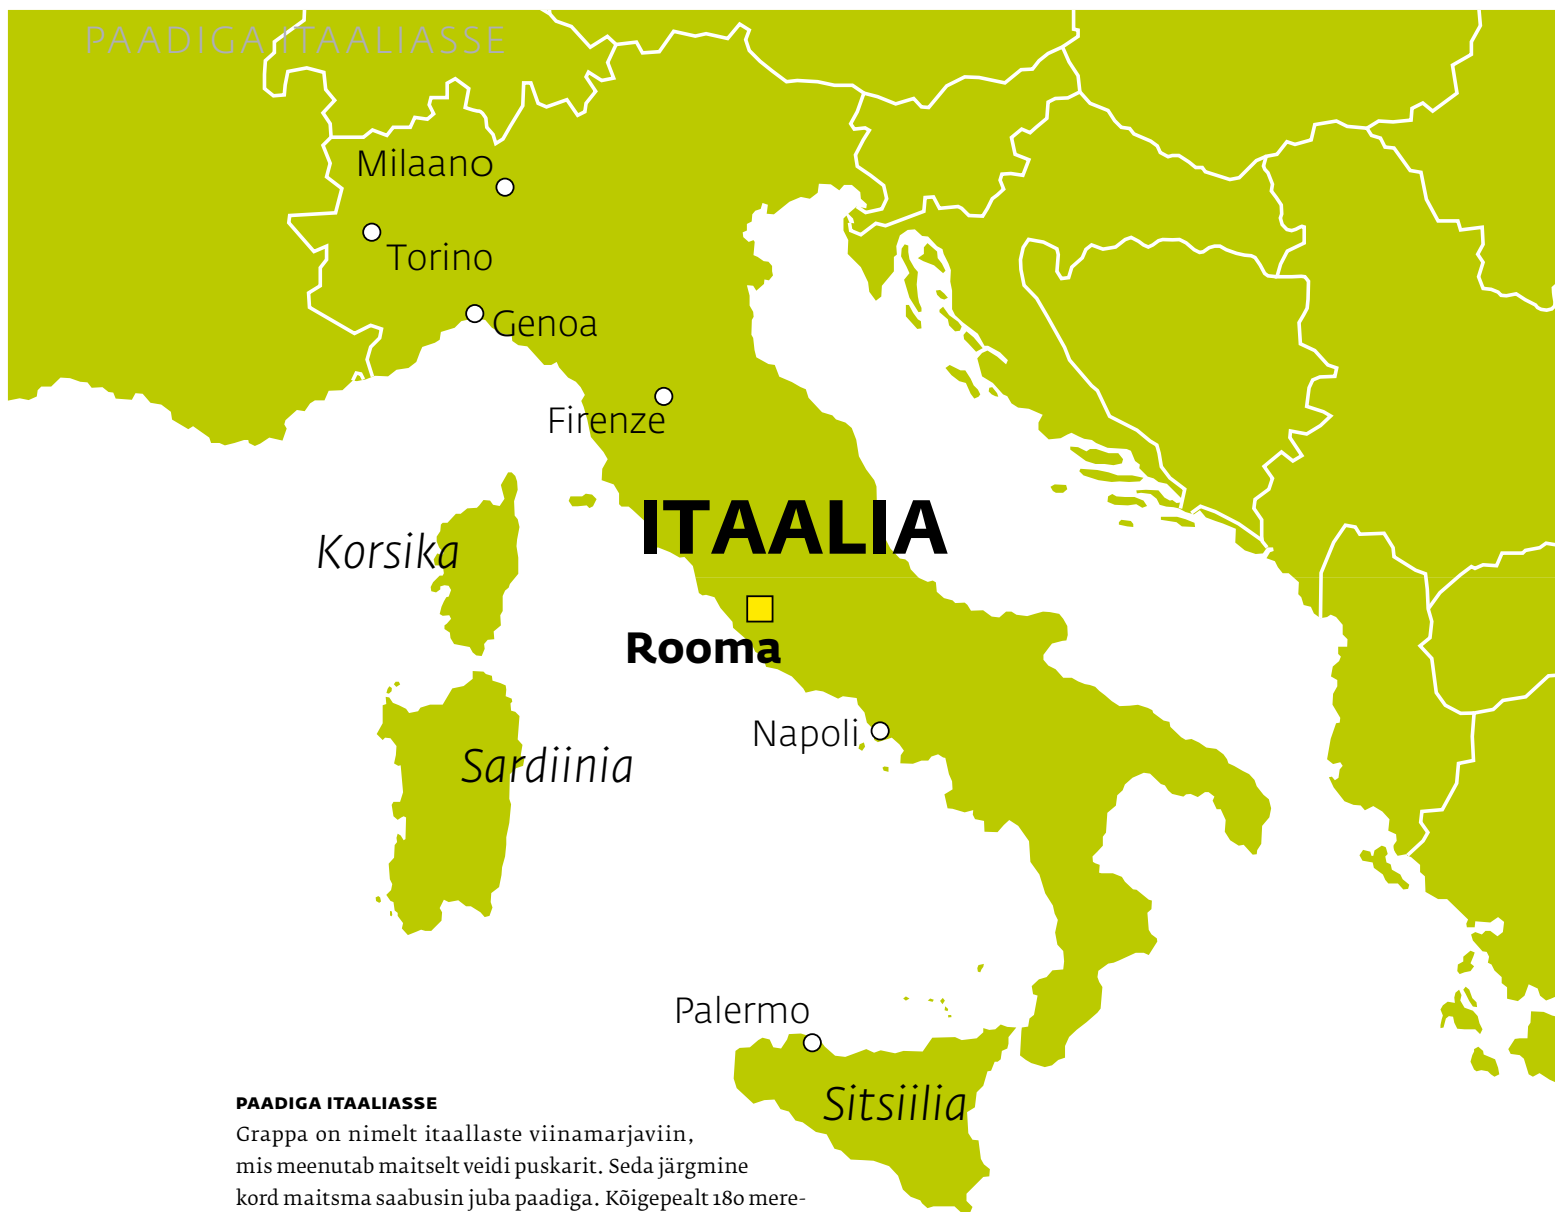 PAADIGA ITAALIASSE
Milaano
Torino
Genoa
Firenze
ITAALIA
Korsika
Rooma
Napoli
Sardiinia
Palermo
Sitsiilia
PAADIGA ITAALIASSE
Grappa on nimelt itaallaste viinamarjaviin,
mis meenutab maitselt veidi puskarit. Seda järgmine
kord maitsma saabusin juba paadiga. Kõigepealt 180 mere-